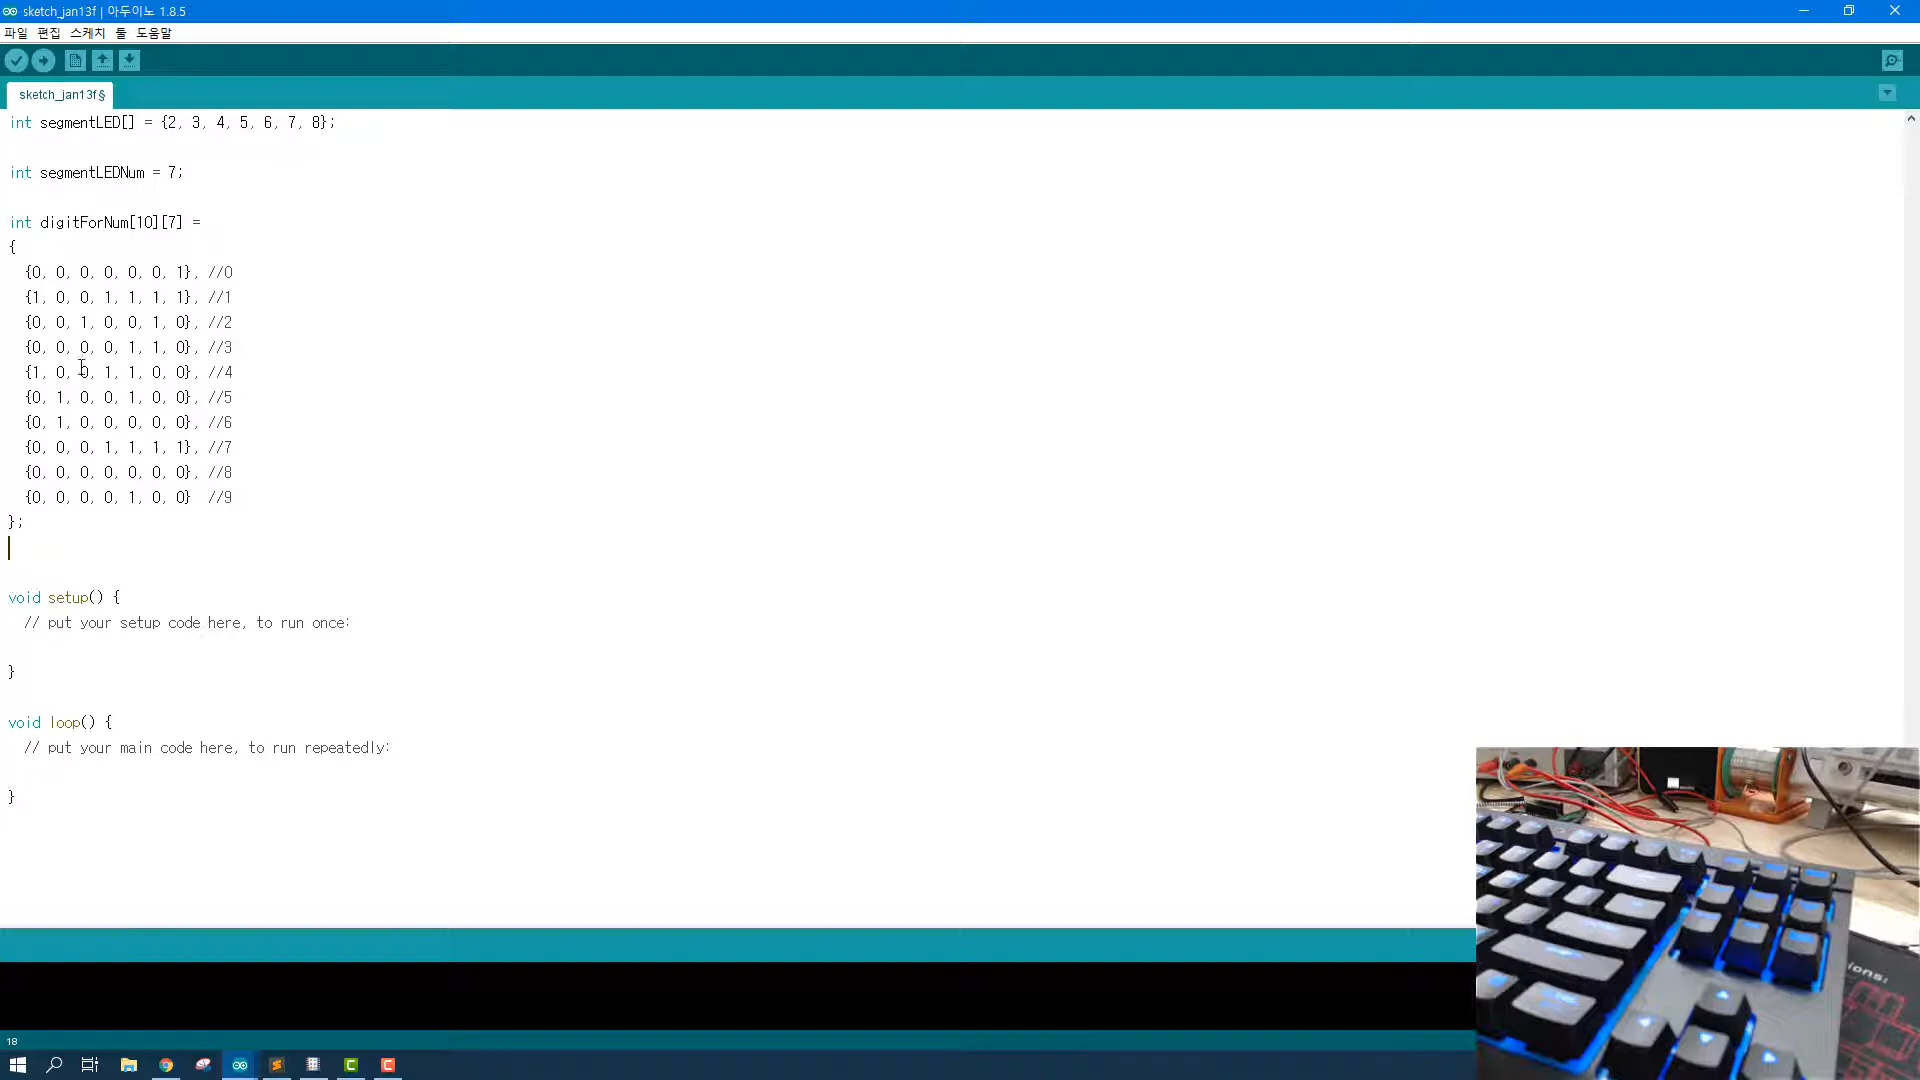 sketch_jan13f | 아두이노 1.8.5
파일 편집 스케치 툴 도움말
sketch_jan13f§
int segmentLED[] = {2, 3, 4, 5, 6, 7, 8};
int segmentLEDNum = 7;
int digitForNum[10][7] =
{
{0, 0, 0, 0, 0, 0, 1}, //0
{1, 0, 0, 1, 1, 1, 1}, //1
{0, 0, 1, 0, 0, 1, 0}, //2
{0, 0, 0, 0, 1, 1, 0}, //3
{1, 0, 0, 1, 1, 0, 0}, //4
{0, 1, 0, 0, 1, 0, 0}, //5
{0, 1, 0, 0, 0, 0, 0}, //6
{0, 0, 0, 1, 1, 1, 1}, //7
{0, 0, 0, 0, 0, 0, 0}, //8
{0, 0, 0, 0, 1, 0, 0} //9
};
void setup() {
// put your setup code here, to run once:
}
void loop() {
// put your main code here, to run repeatedly:
}
18